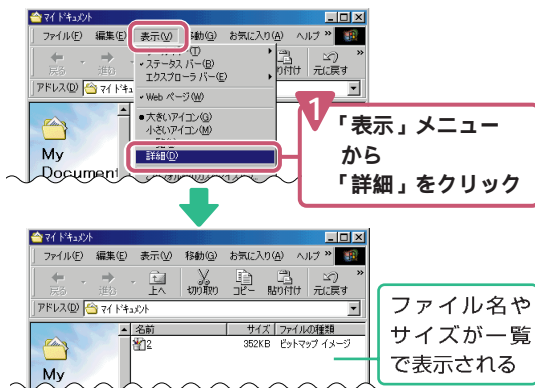 マイ ドキュメント
ファイル(F) 編集(E) 表示(V) 移動(G) お気に入り(A) ヘルプ »
戻る 進む 貼り付け 元に戻す »
ステータス バー(B)
エクスプローラ バー(E)
Web ページ(W)
大きいアイコン(G)
小さいアイコン(M)
詳細(D)
アドレス(D) マイ ドキュ
My
Document
1
「表示」メニュー
から
「詳細」をクリック
マイ ドキュメント
ファイル(F) 編集(E) 表示(V) 移動(G) お気に入り(A) ヘルプ »
戻る 進む 上へ 切り取り コピー 貼り付け 元に戻す »
アドレス(D) マイ ドキュメント
名前 サイズ ファイルの種類
2 352KB ビットマップ イメージ
My
ファイル名や
サイズが一覧
で表示される